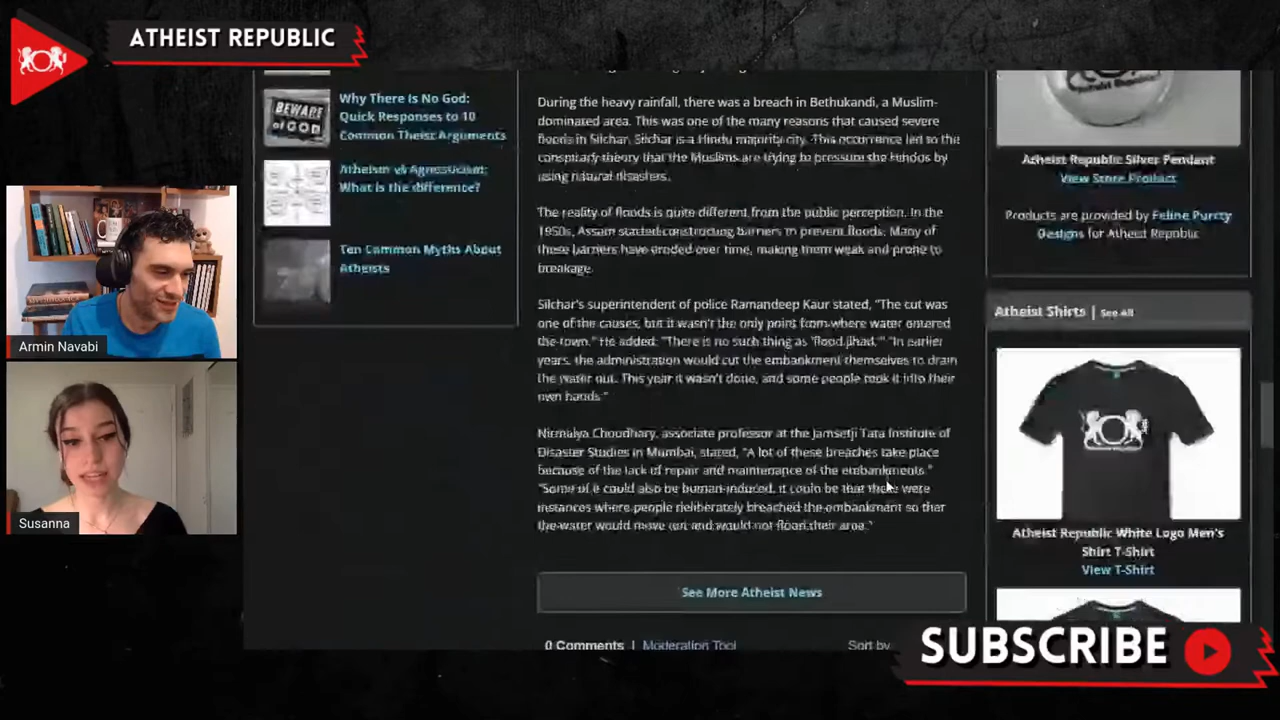 ATHEIST REPUBLIC
Armin Navabi
Susanna
BEWARE
of GOD
Why There Is No God:
Quick Responses to 10
Common Theist Arguments
Atheism vs Agnosticism:
What is the difference?
Ten Common Myths About
Atheists
During the heavy rainfall, there was a breach in Bethukandi, a Muslim-
dominated area. This was one of the many reasons that caused severe
floods in Silchar. Silchar is a Hindu majority city. This occurrence led to the
conspiracy theory that the Muslims are trying to pressure the Hindus by
using natural disasters.
The reality of floods is quite different from the public perception. In the
1950s, Assam started constructing barriers to prevent floods. Many of
these barriers have eroded over time, making them weak and prone to
breakage.
Silchar's superintendent of police Ramandeep Kaur stated, "The cut was
one of the causes, but it wasn't the only point from where water entered
the town." He added: "There is no such thing as 'flood jihad.'" "In earlier
years, the administration would cut the embankment themselves to drain
the water out. This year it wasn't done, and some people took it into their
own hands."
Nirmalya Choudhary, associate professor at the Jamsetji Tata Institute of
Disaster Studies in Mumbai, stated, "A lot of these breaches take place
because of the lack of repair and maintenance of the embankments."
"Some of it could also be human-induced. It could be that there were
instances where people deliberately breached the embankment so that
the water would move out and would not flood their area."
See More Atheist News
0 Comments | Moderation Tool
Sort by
Atheist Republic Silver Pendant
View Store Product
Products are provided by Feline Purrty
Designs for Atheist Republic
Atheist Shirts | See All
Atheist Republic White Logo Men's
Shirt T-Shirt
View T-Shirt
SUBSCRIBE